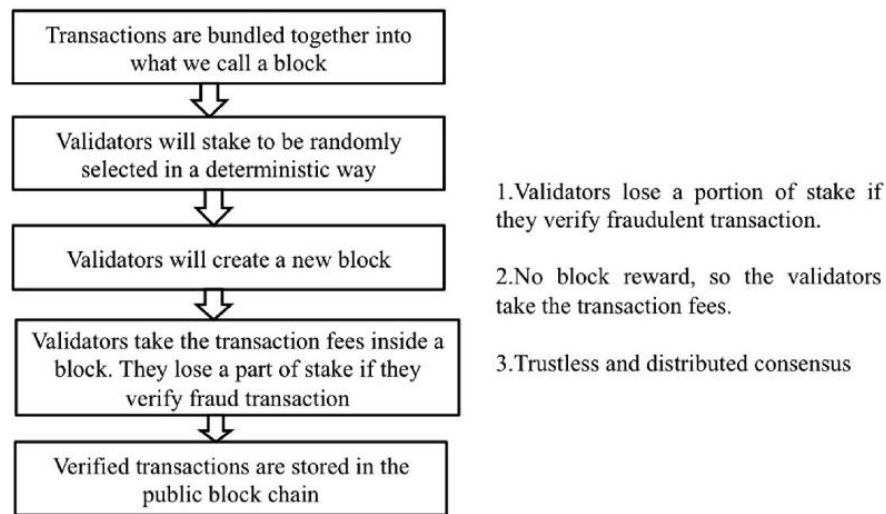 Transactions are bundled together into
what we call a block
Validators will stake to be randomly
selected in a deterministic way
Validators will create a new block
Validators take the transaction fees inside a
block. They lose a part of stake if they
verify fraud transaction
Verified transactions are stored in the
public block chain
1.Validators lose a portion of stake if
they verify fraudulent transaction.
2.No block reward, so the validators
take the transaction fees.
3.Trustless and distributed consensus